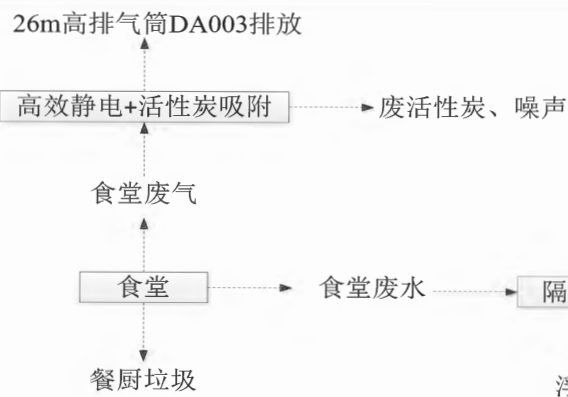 26m高排气筒DA003排放
高效静电+活性炭吸附
废活性炭、噪声
食堂废气
食堂
食堂废水
隔
餐厨垃圾